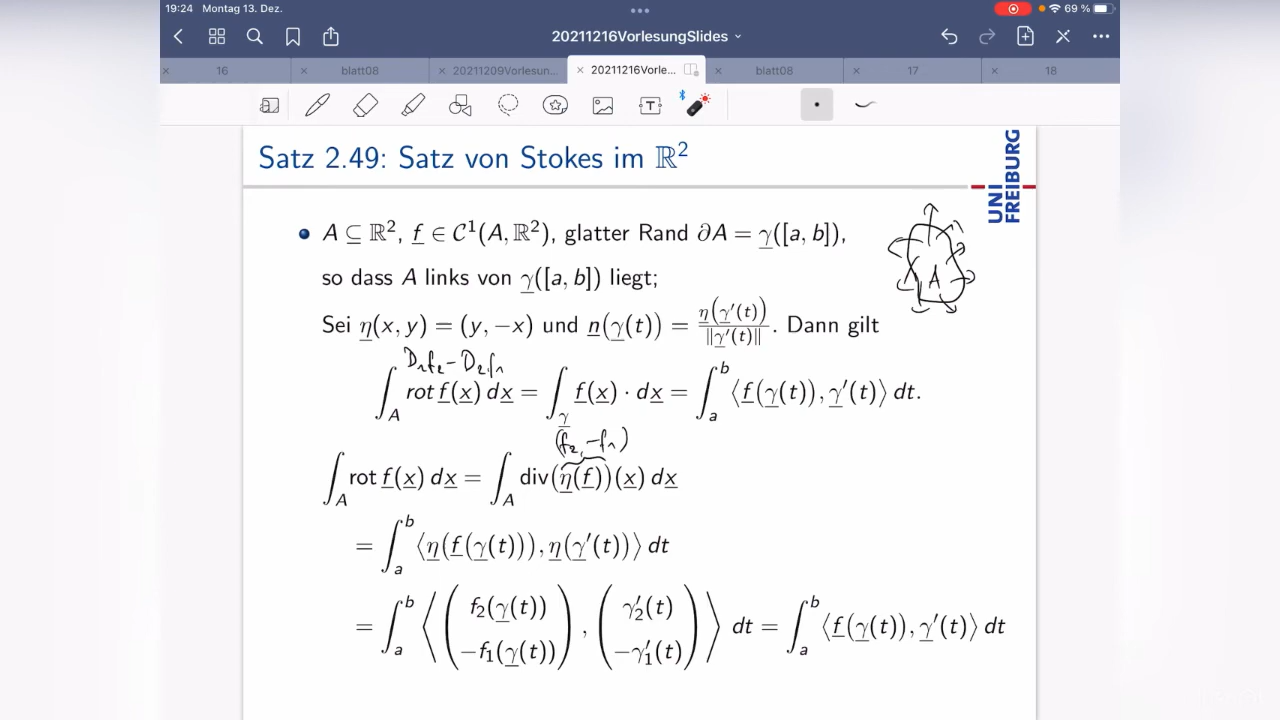 19:24 Montag 13. Dez.
69 %
20211216VorlesungSlides
16 blatt08 20211209Vorlesun... 20211216Vorle... blatt08 17 18
Satz 2.49: Satz von Stokes im ℝ²
UNI FREIBURG
A ⊆ ℝ², f ∈ C¹(A, ℝ²), glatter Rand ∂A = γ([a, b]),
so dass A links von γ([a, b]) liegt;
A
Sei η(x, y) = (y, −x) und n(γ(t)) = η(γ′(t)) / ‖γ′(t)‖. Dann gilt
D₁f₂ − D₂f₁
∫_A rot f(x) dx = ∫_γ f(x) · dx = ∫_a^b ⟨f(γ(t)), γ′(t)⟩ dt.
(f₂, −f₁)
∫_A rot f(x) dx = ∫_A div(η(f))(x) dx
= ∫_a^b ⟨η(f(γ(t))), η(γ′(t))⟩ dt
= ∫_a^b ⟨(f₂(γ(t)) −f₁(γ(t))), (γ₂′(t) −γ₁′(t))⟩ dt = ∫_a^b ⟨f(γ(t)), γ′(t)⟩ dt